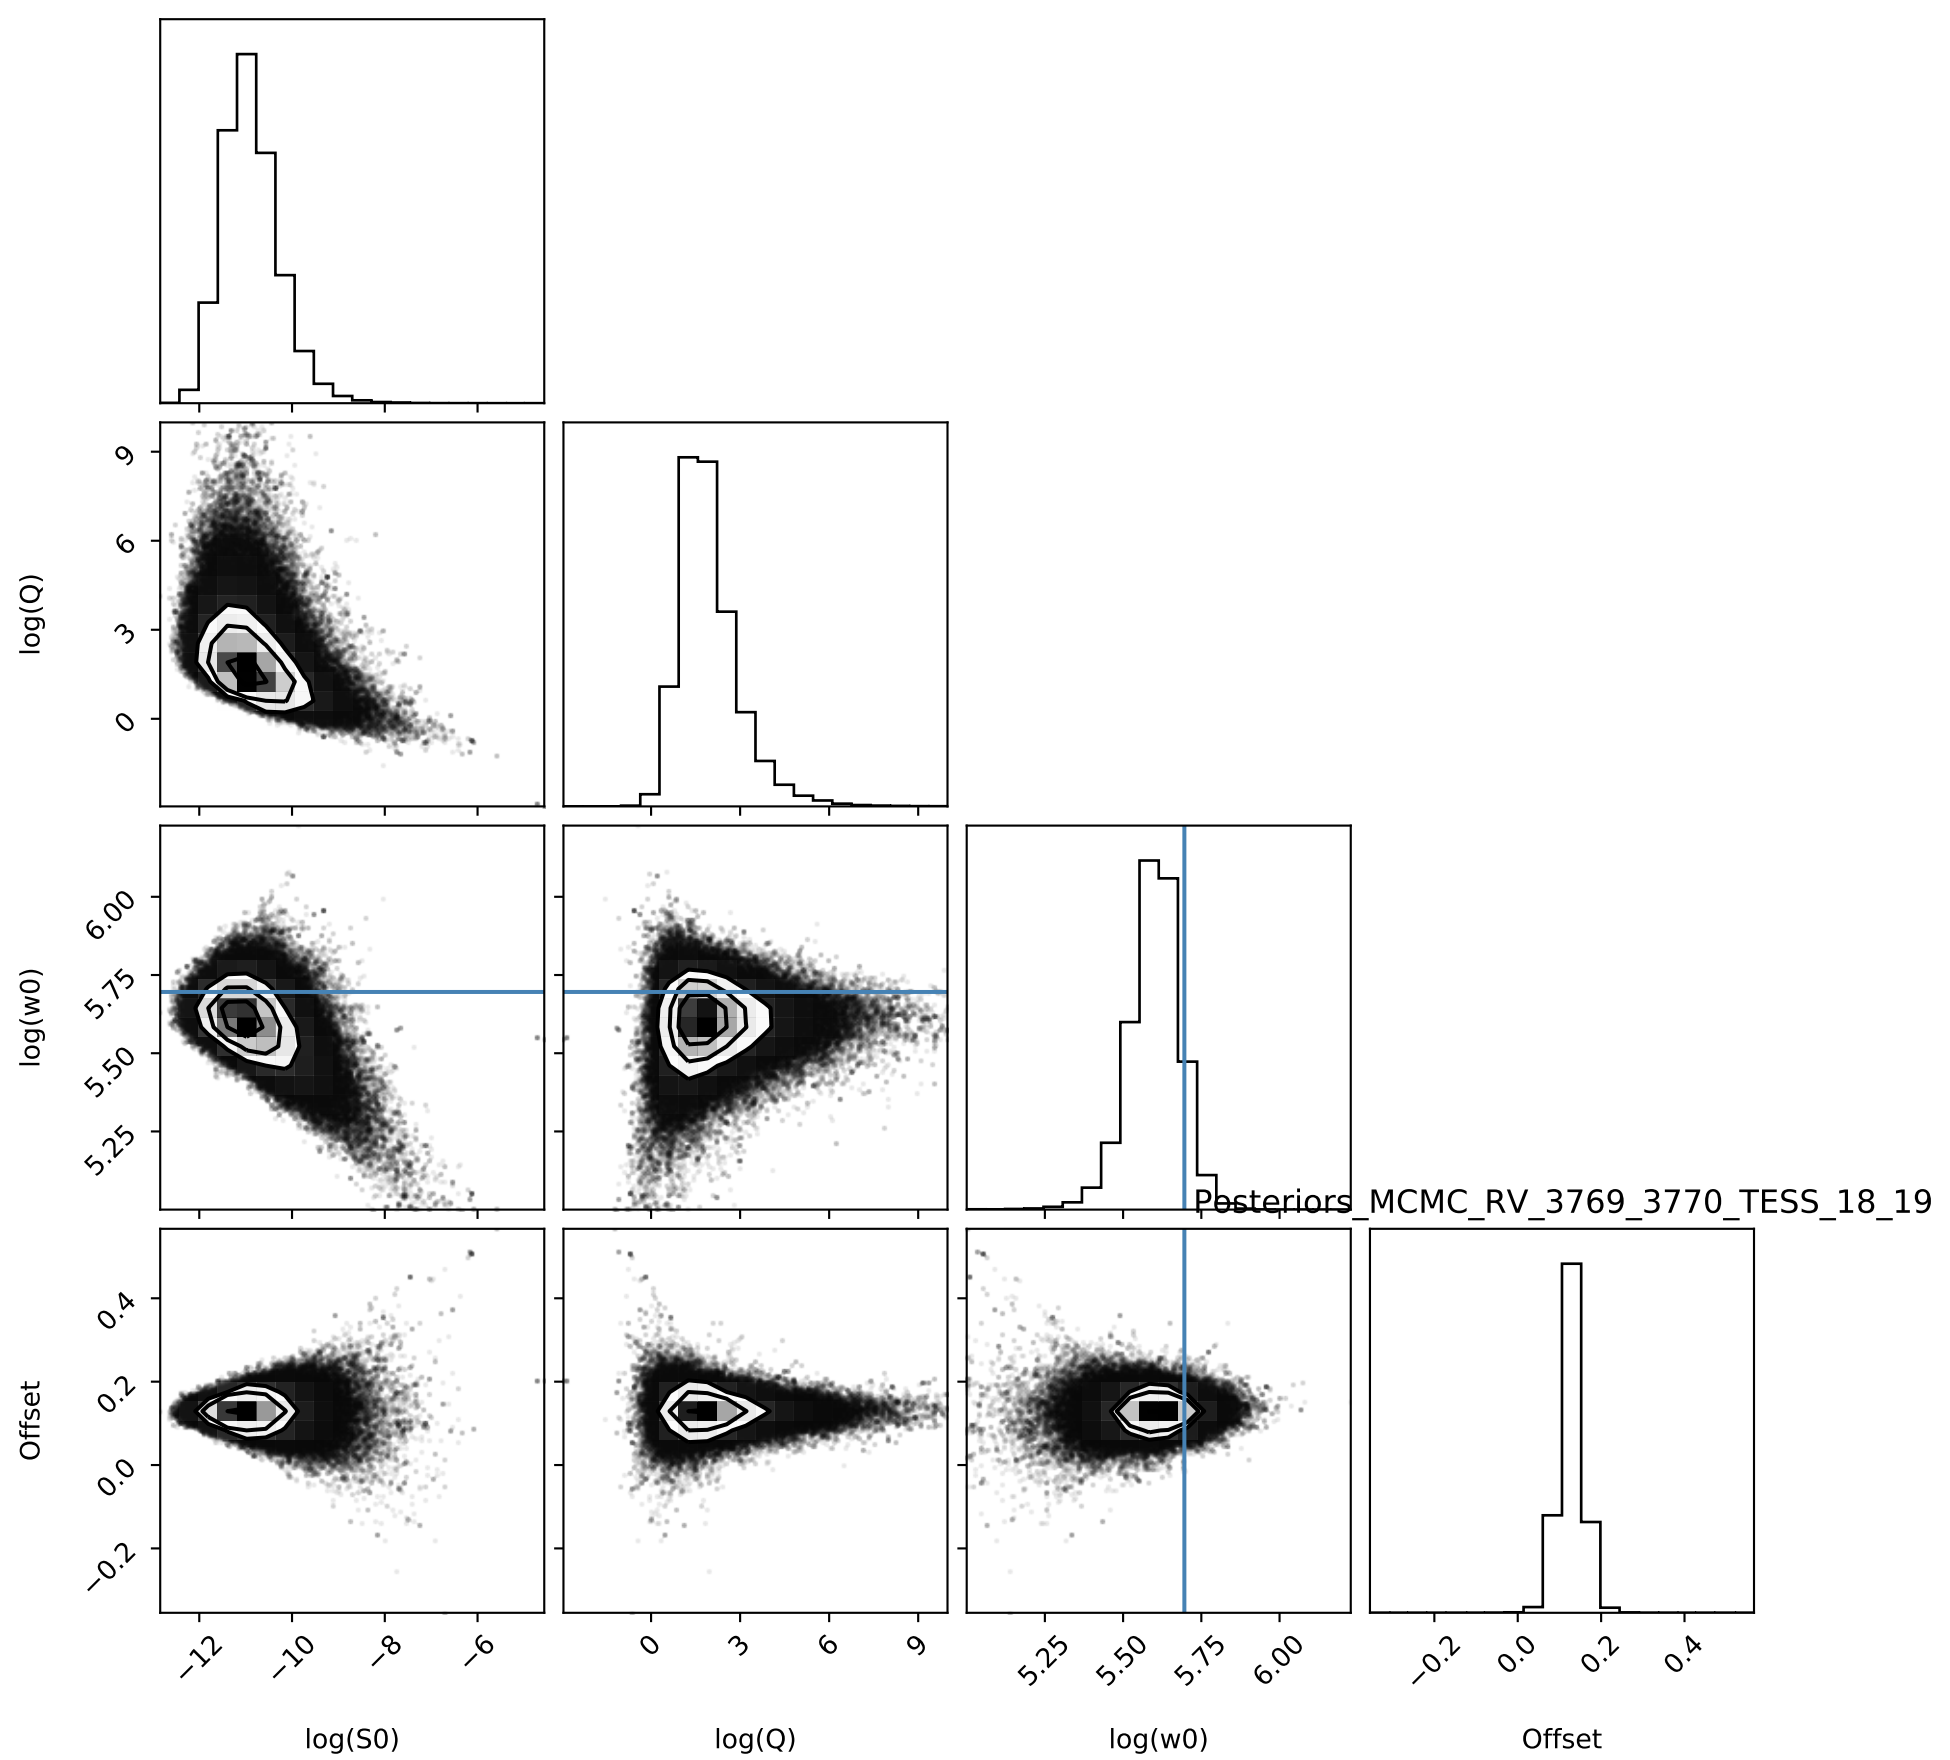 9
6
3
0
log(Q)
6.00
5.75
5.50
5.25
log(w0)
Posteriors_MCMC_RV_3769_3770_TESS_18_19
0.4
0.2
0.0
−0.2
Offset
−12 −10 −8 −6 0 3 6 9 5.25 5.50 5.75 6.00 −0.2 0.0 0.2 0.4
log(S0) log(Q) log(w0) Offset